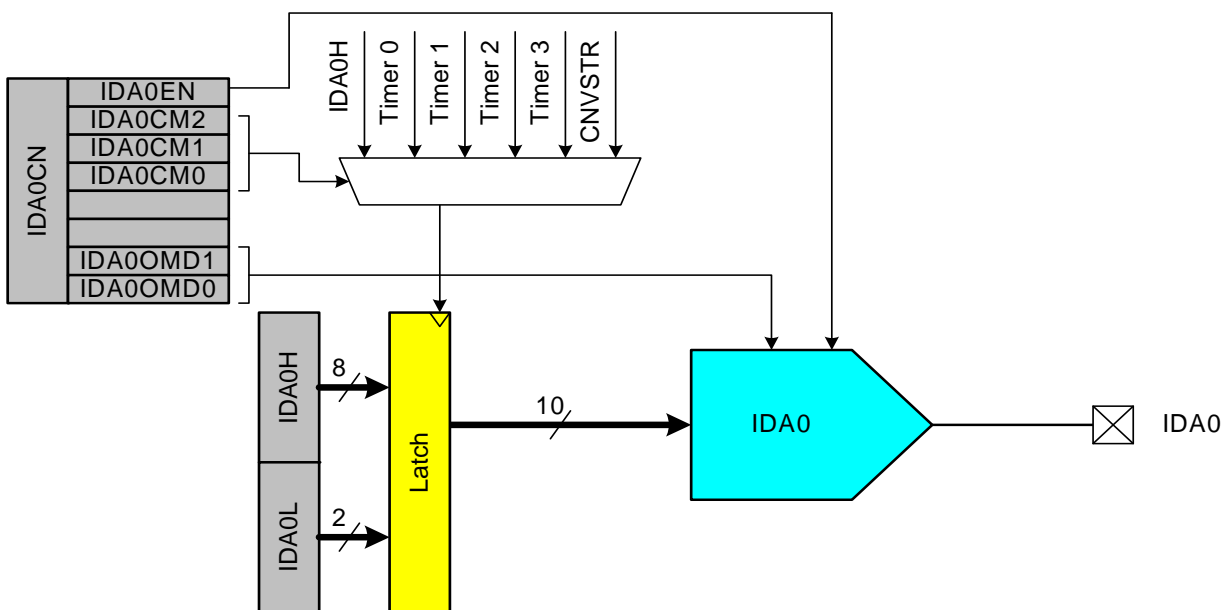 IDA0CN
IDA0EN
IDA0CM2
IDA0CM1
IDA0CM0
IDA0OMD1
IDA0OMD0
IDA0H
Timer 0
Timer 1
Timer 2
Timer 3
CNVSTR
IDA0H
IDA0L
8
2
Latch
10
IDA0
IDA0